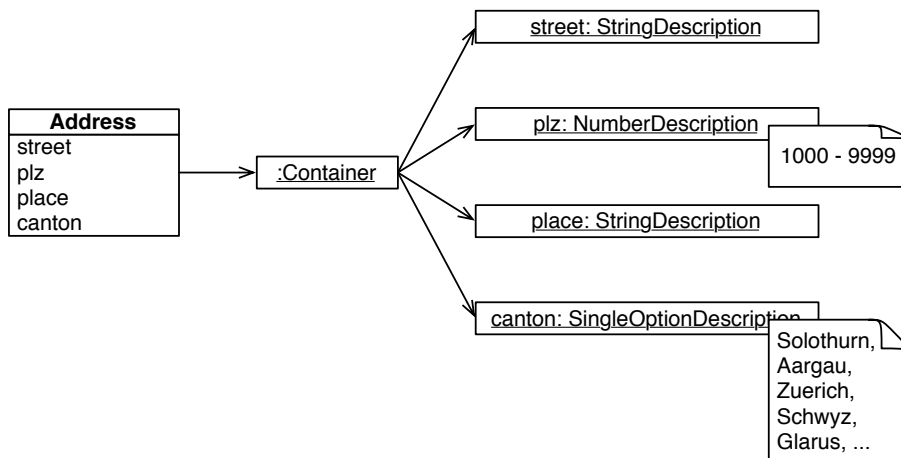 Address
street
plz
place
canton
:Container
street: StringDescription
plz: NumberDescription
1000 - 9999
place: StringDescription
canton: SingleOptionDescription
Solothurn,
Aargau,
Zuerich,
Schwyz,
Glarus, ...